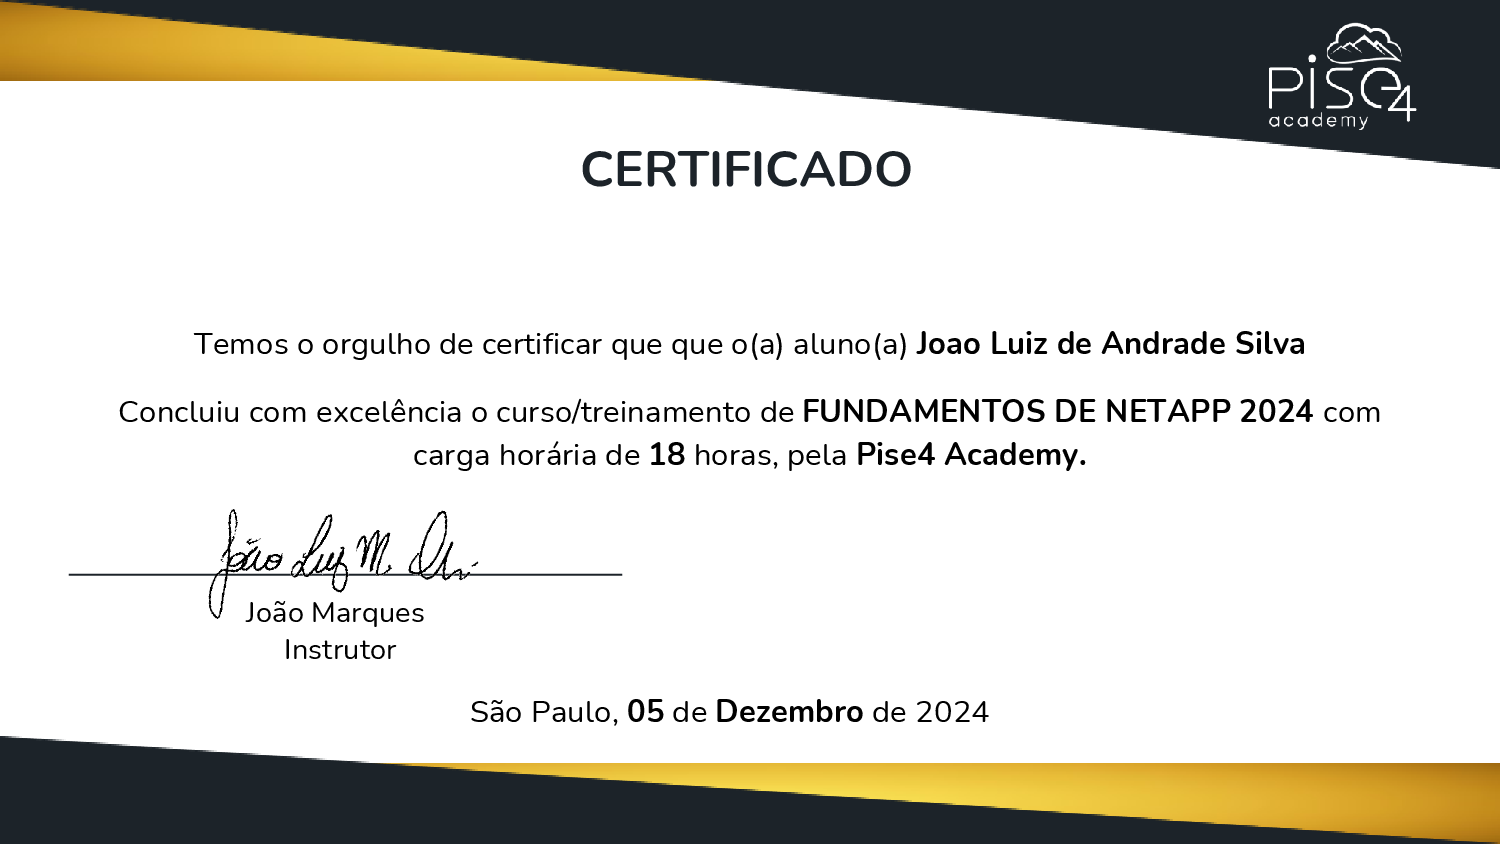 Pise4
academy
CERTIFICADO
Temos o orgulho de certificar que que o(a) aluno(a) Joao Luiz de Andrade Silva
Concluiu com excelência o curso/treinamento de FUNDAMENTOS DE NETAPP 2024 com
carga horária de 18 horas, pela Pise4 Academy.
João Luiz M.
João Marques
Instrutor
São Paulo, 05 de Dezembro de 2024